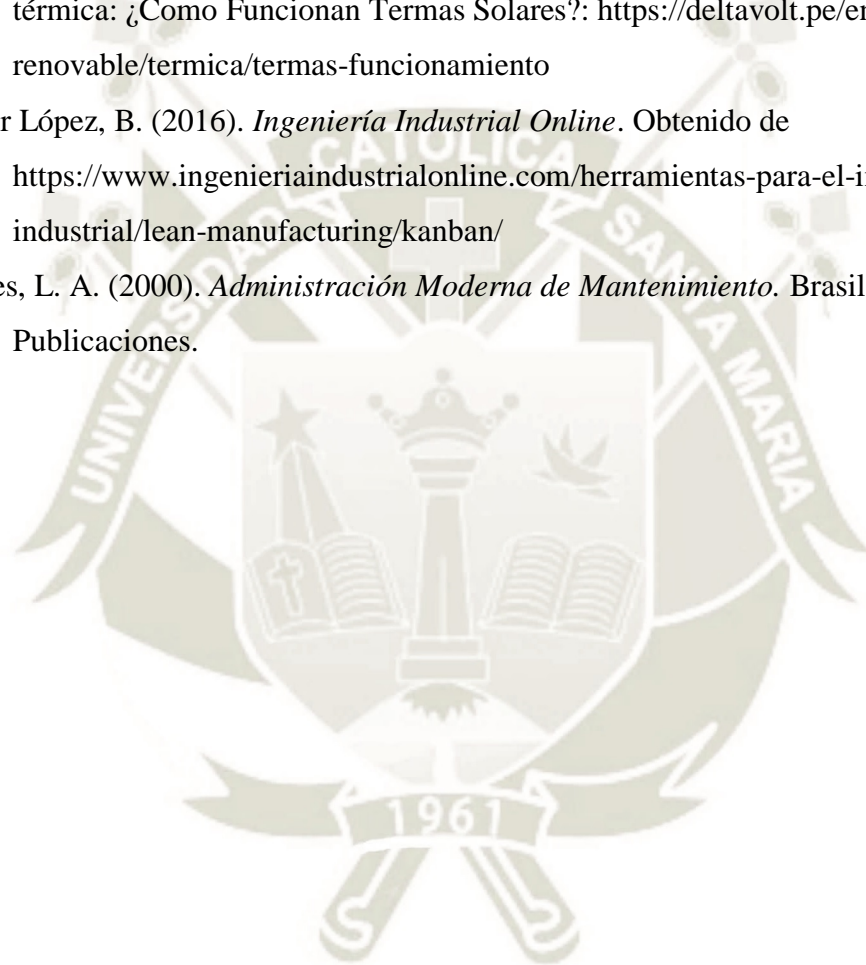 térmica: ¿Como Funcionan Termas Solares?: https://deltavolt.pe/en
renovable/termica/termas-funcionamiento
r López, B. (2016). Ingeniería Industrial Online. Obtenido de
https://www.ingenieriaindustrialonline.com/herramientas-para-el-i
industrial/lean-manufacturing/kanban/
es, L. A. (2000). Administración Moderna de Mantenimiento. Brasil
Publicaciones.
UNIVERSIDAD CATOLICA SANTA MARIA
1961